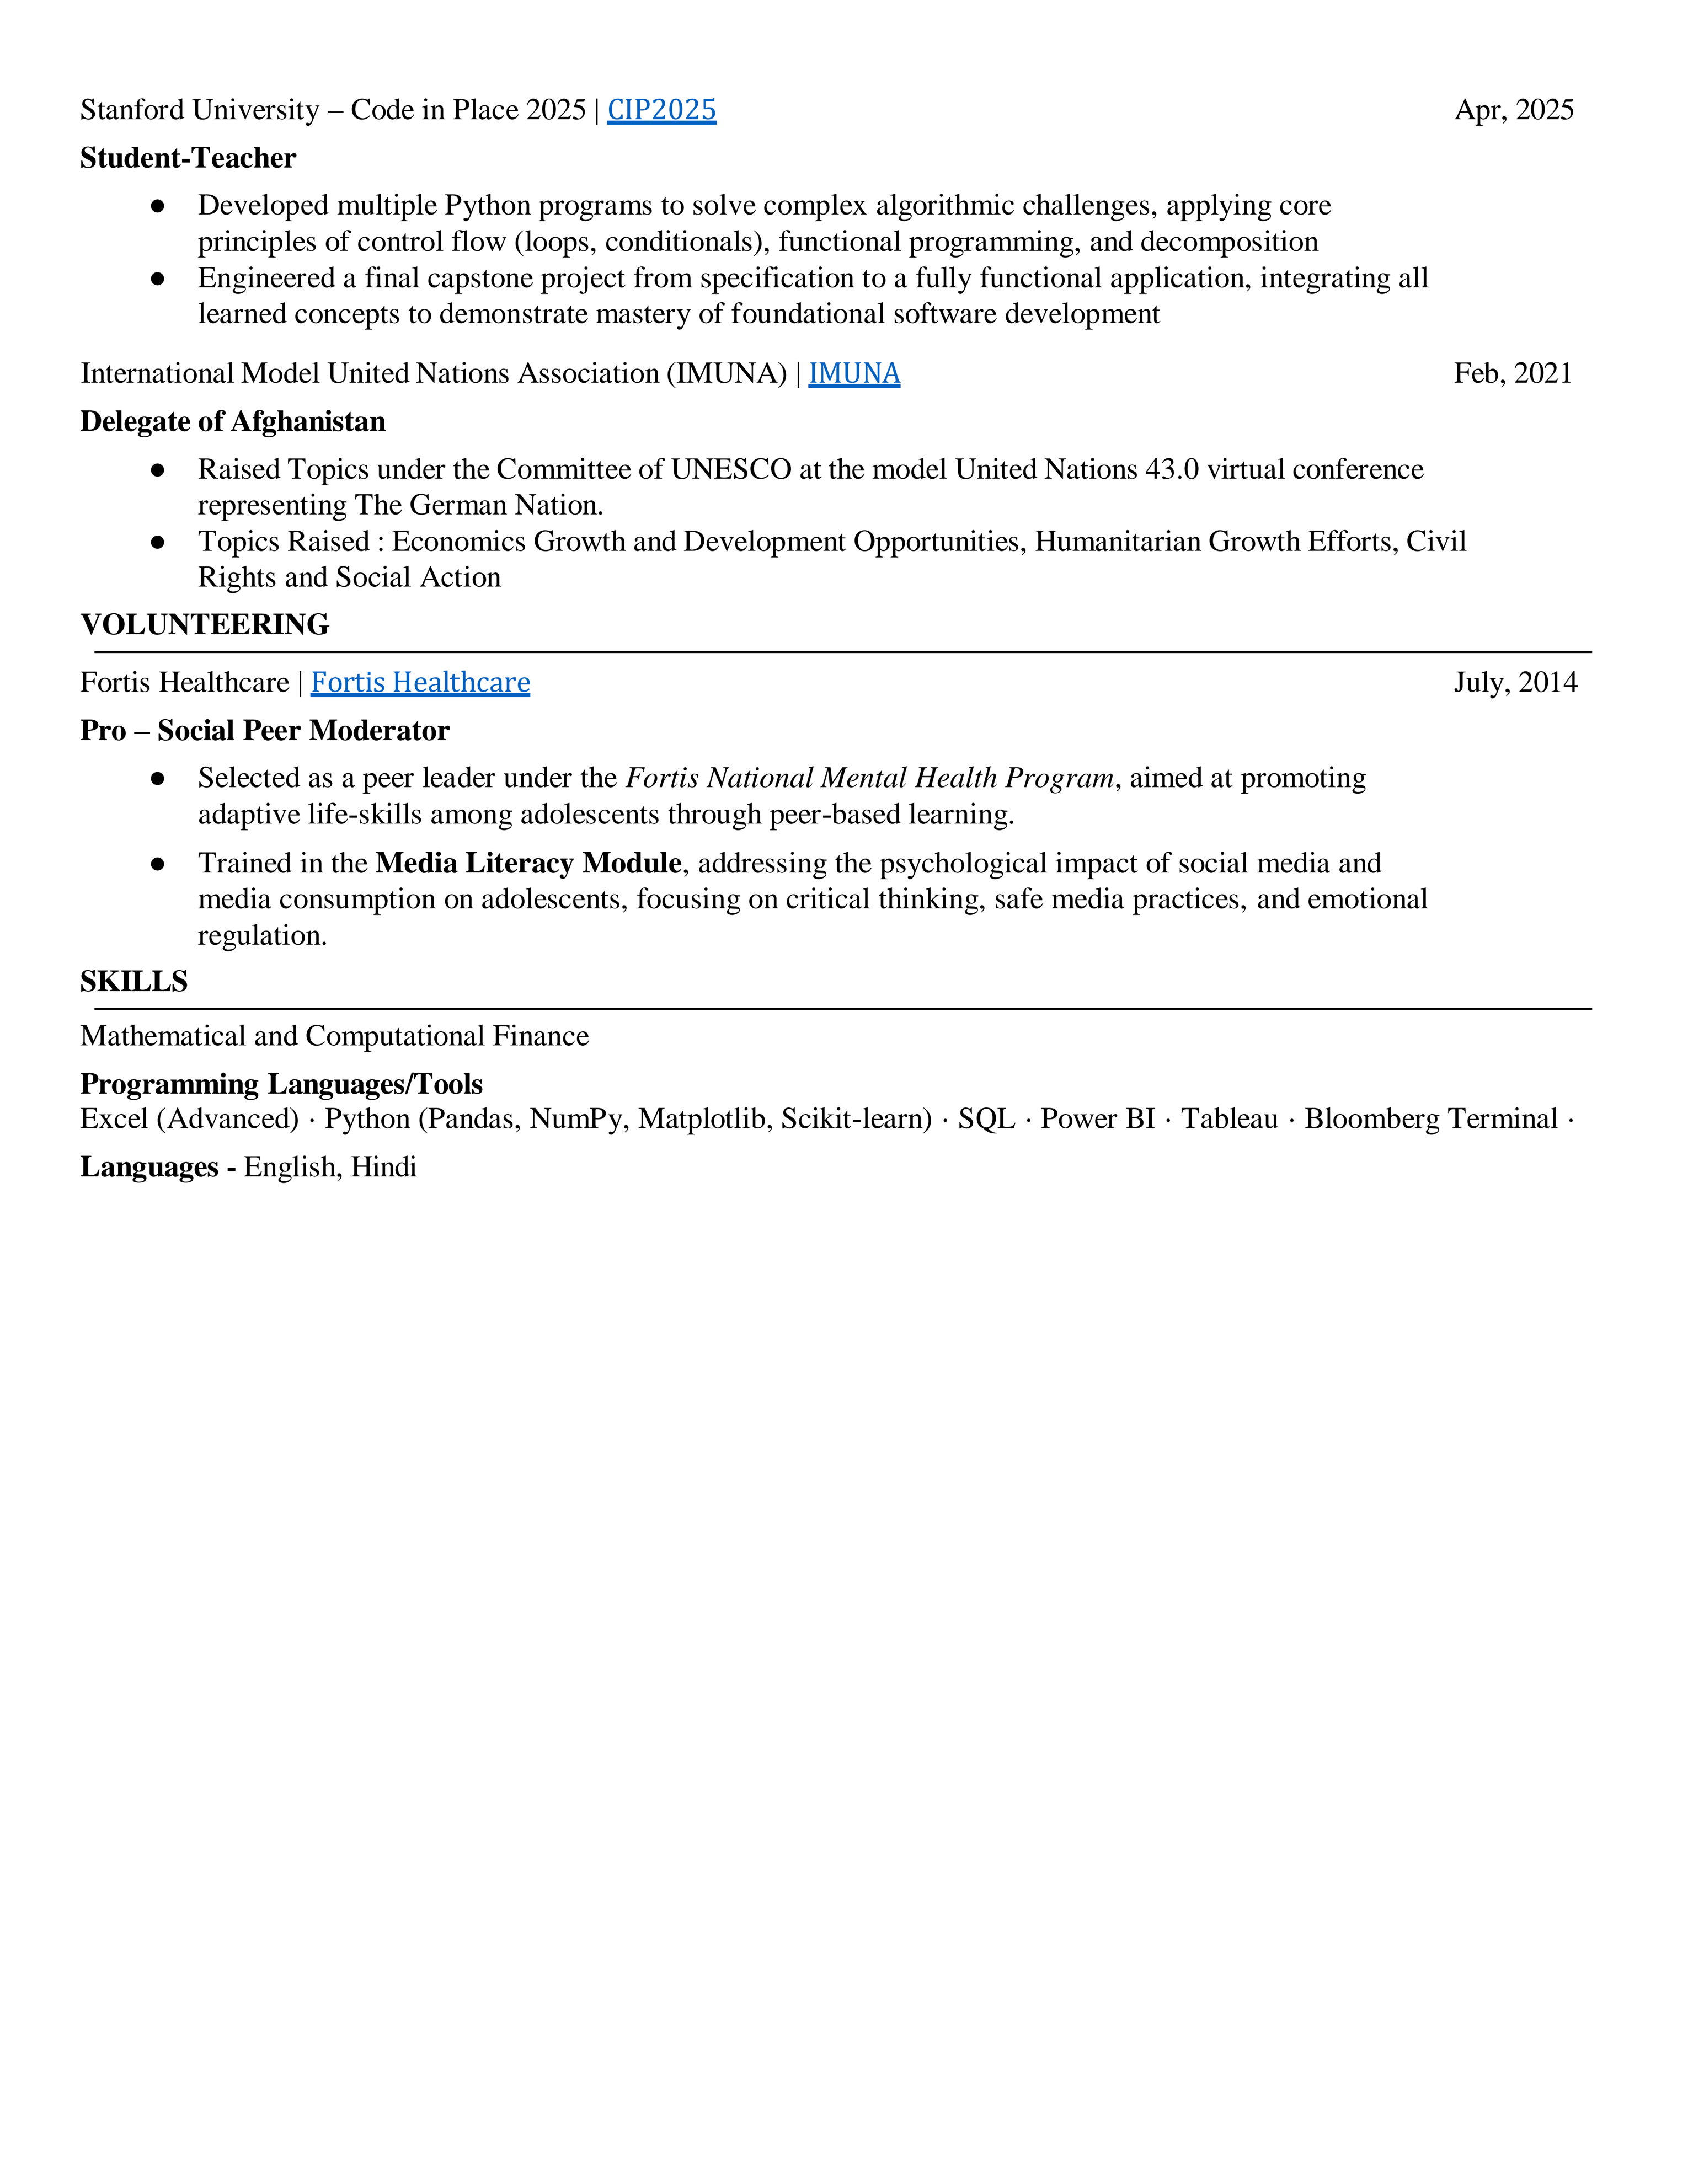 Stanford University – Code in Place 2025 | CIP2025 Apr, 2025
Student-Teacher
● Developed multiple Python programs to solve complex algorithmic challenges, applying core
principles of control flow (loops, conditionals), functional programming, and decomposition
● Engineered a final capstone project from specification to a fully functional application, integrating all
learned concepts to demonstrate mastery of foundational software development
International Model United Nations Association (IMUNA) | IMUNA Feb, 2021
Delegate of Afghanistan
● Raised Topics under the Committee of UNESCO at the model United Nations 43.0 virtual conference
representing The German Nation.
● Topics Raised : Economics Growth and Development Opportunities, Humanitarian Growth Efforts, Civil
Rights and Social Action
VOLUNTEERING
Fortis Healthcare | Fortis Healthcare July, 2014
Pro – Social Peer Moderator
● Selected as a peer leader under the Fortis National Mental Health Program, aimed at promoting
adaptive life-skills among adolescents through peer-based learning.
● Trained in the Media Literacy Module, addressing the psychological impact of social media and
media consumption on adolescents, focusing on critical thinking, safe media practices, and emotional
regulation.
SKILLS
Mathematical and Computational Finance
Programming Languages/Tools
Excel (Advanced) · Python (Pandas, NumPy, Matplotlib, Scikit-learn) · SQL · Power BI · Tableau · Bloomberg Terminal ·
Languages - English, Hindi